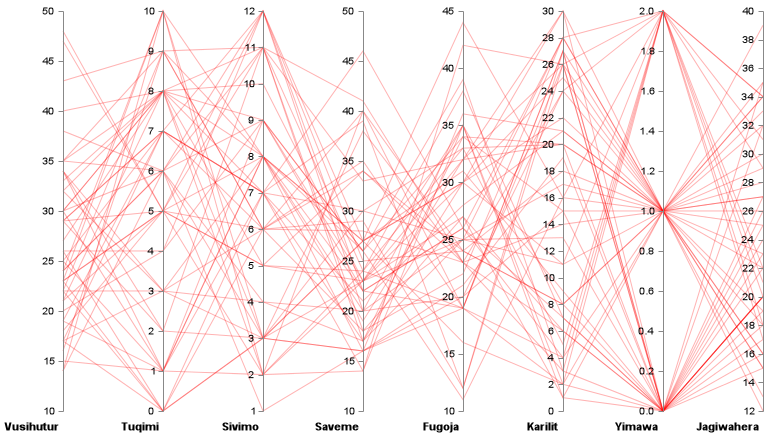 50 45 40 35 30 25 20 15 10
10 9 8 7 6 5 4 3 2 1 0
12 11 10 9 8 7 6 5 4 3 2 1
50 45 40 35 30 25 20 15 10
45 40 35 30 25 20 15 10
30 28 26 24 22 20 18 16 14 12 10 8 6 4 2 0
2.0 1.8 1.6 1.4 1.2 1.0 0.8 0.6 0.4 0.2 0.0
40 38 36 34 32 30 28 26 24 22 20 18 16 14 12
Vusihutur Tuqimi Sivimo Saveme Fugoja Karilit Yimawa Jagiwahera